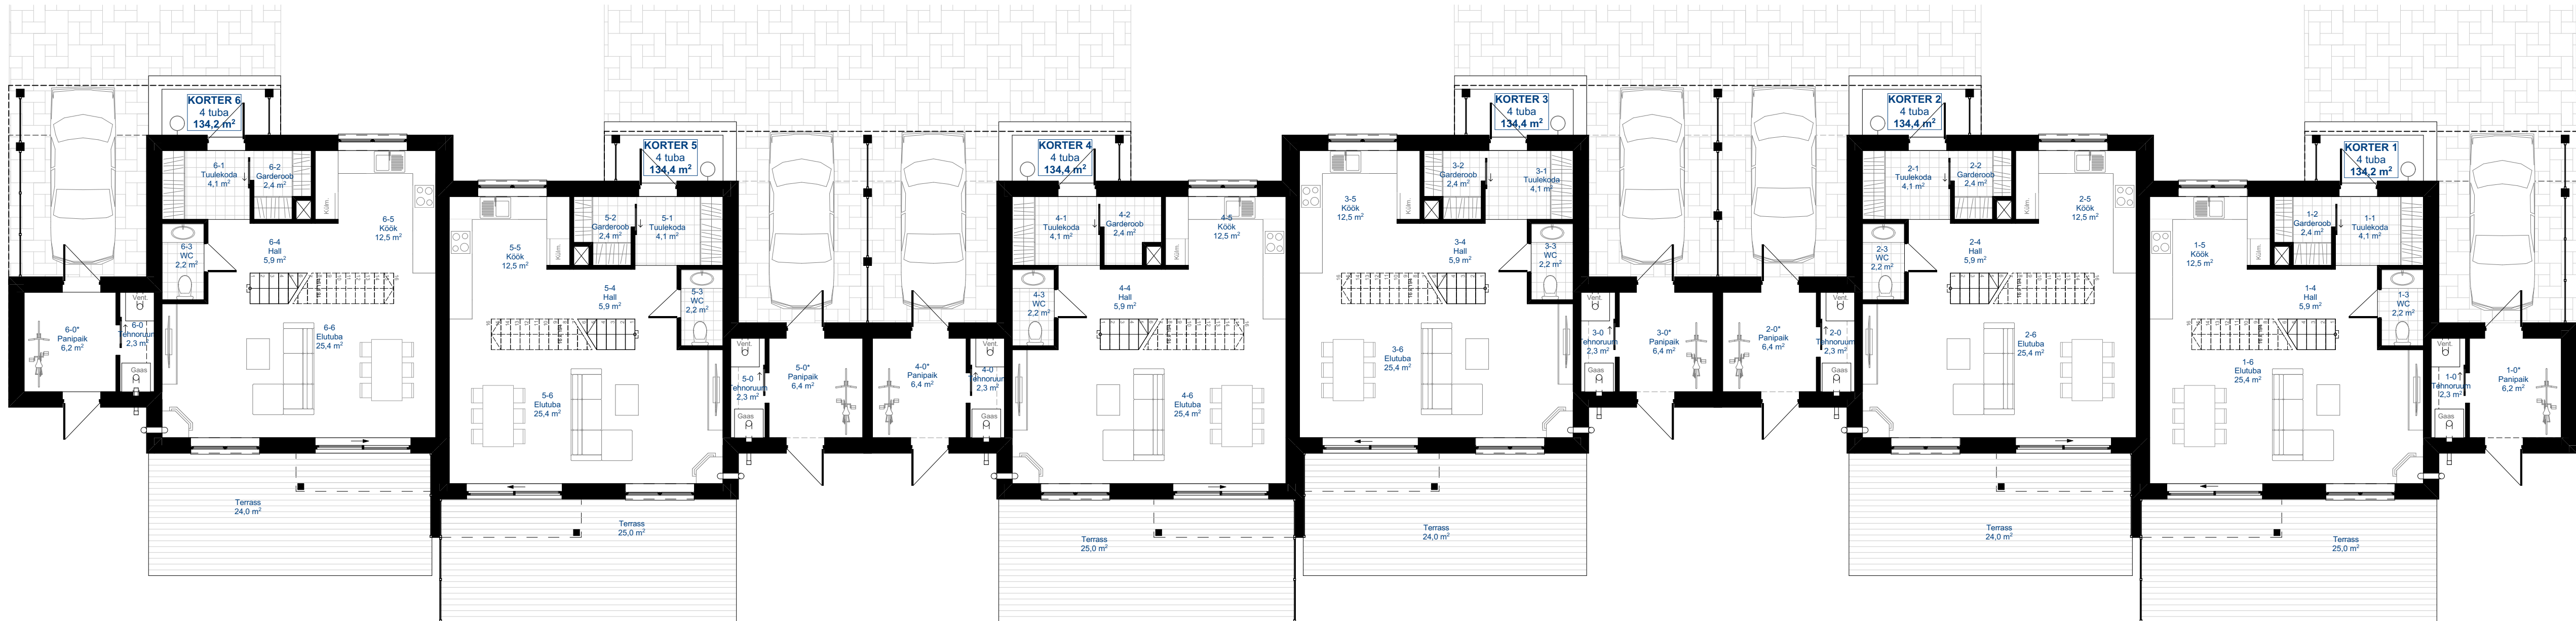 KORTER 6
4 tuba
134,2 m²
6-1
Tuulekoda
4,1 m²
6-2
Garderoob
2,4 m²
6-3
WC
2,2 m²
6-4
Hall
5,9 m²
6-5
Köök
12,5 m²
Külm.
6-0*
Panipaik
6,2 m²
Vent.
6-0
Tehnoruum
2,3 m²
Gaas
6-6
Elutuba
25,4 m²
Terrass
24,0 m²
KORTER 5
4 tuba
134,4 m²
5-5
Köök
12,5 m²
Külm.
5-2
Garderoob
2,4 m²
5-1
Tuulekoda
4,1 m²
5-4
Hall
5,9 m²
5-3
WC
2,2 m²
5-6
Elutuba
25,4 m²
Vent.
5-0
Tehnoruum
2,3 m²
Gaas
5-0*
Panipaik
6,4 m²
Terrass
25,0 m²
KORTER 4
4 tuba
134,4 m²
4-1
Tuulekoda
4,1 m²
4-2
Garderoob
2,4 m²
4-5
Köök
12,5 m²
Külm.
4-3
WC
2,2 m²
4-4
Hall
5,9 m²
4-0*
Panipaik
6,4 m²
Vent.
4-0
Tehnoruum
2,3 m²
Gaas
4-6
Elutuba
25,4 m²
Terrass
25,0 m²
KORTER 3
4 tuba
134,4 m²
3-5
Köök
12,5 m²
Külm.
3-2
Garderoob
2,4 m²
3-1
Tuulekoda
4,1 m²
3-4
Hall
5,9 m²
3-3
WC
2,2 m²
3-6
Elutuba
25,4 m²
Vent.
3-0
Tehnoruum
2,3 m²
Gaas
3-0*
Panipaik
6,4 m²
Terrass
24,0 m²
KORTER 2
4 tuba
134,4 m²
2-1
Tuulekoda
4,1 m²
2-2
Garderoob
2,4 m²
2-5
Köök
12,5 m²
Külm.
2-3
WC
2,2 m²
2-4
Hall
5,9 m²
2-0*
Panipaik
6,4 m²
Vent.
2-0
Tehnoruum
2,3 m²
Gaas
2-6
Elutuba
25,4 m²
Terrass
24,0 m²
KORTER 1
4 tuba
134,2 m²
1-5
Köök
12,5 m²
Külm.
1-2
Garderoob
2,4 m²
1-1
Tuulekoda
4,1 m²
1-4
Hall
5,9 m²
1-3
WC
2,2 m²
1-6
Elutuba
25,4 m²
Vent.
1-0
Tehnoruum
2,3 m²
Gaas
1-0*
Panipaik
6,2 m²
Terrass
25,0 m²